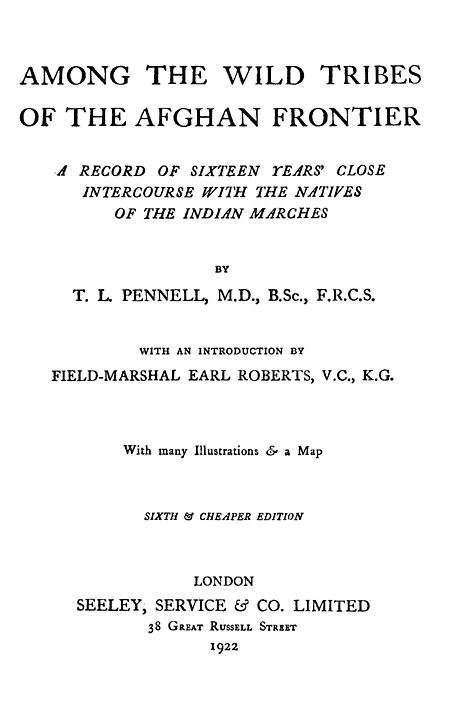 AMONG THE WILD TRIBES
OF THE AFGHAN FRONTIER
A RECORD OF SIXTEEN YEARS' CLOSE
INTERCOURSE WITH THE NATIVES
OF THE INDIAN MARCHES
BY
T. L. PENNELL, M.D., B.Sc., F.R.C.S.
WITH AN INTRODUCTION BY
FIELD-MARSHAL EARL ROBERTS, V.C., K.G.
With many Illustrations & a Map
SIXTH & CHEAPER EDITION
LONDON
SEELEY, SERVICE & CO. LIMITED
38 GREAT RUSSELL STREET
1922